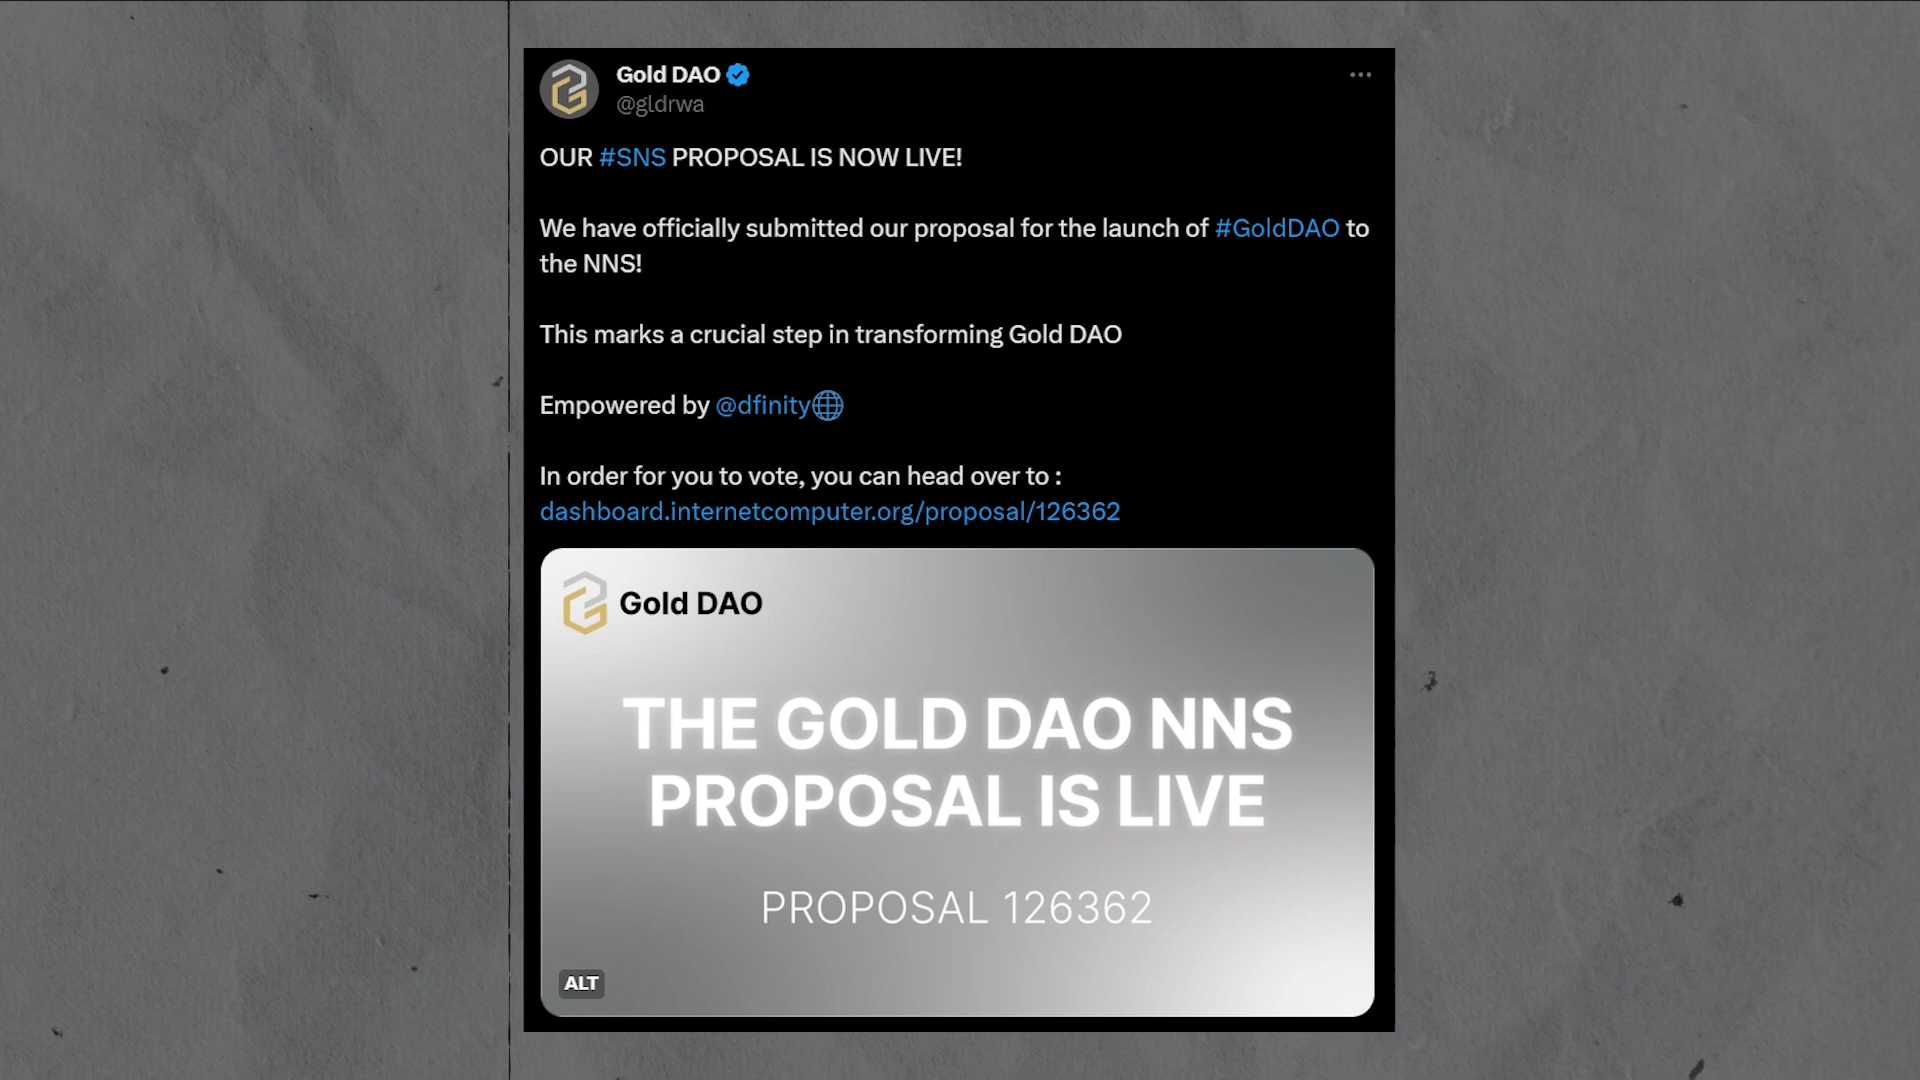 Gold DAO
@gldrwa
OUR #SNS PROPOSAL IS NOW LIVE!
We have officially submitted our proposal for the launch of #GoldDAO to
the NNS!
This marks a crucial step in transforming Gold DAO
Empowered by @dfinity
In order for you to vote, you can head over to :
dashboard.internetcomputer.org/proposal/126362
Gold DAO
THE GOLD DAO NNS
PROPOSAL IS LIVE
PROPOSAL 126362
ALT